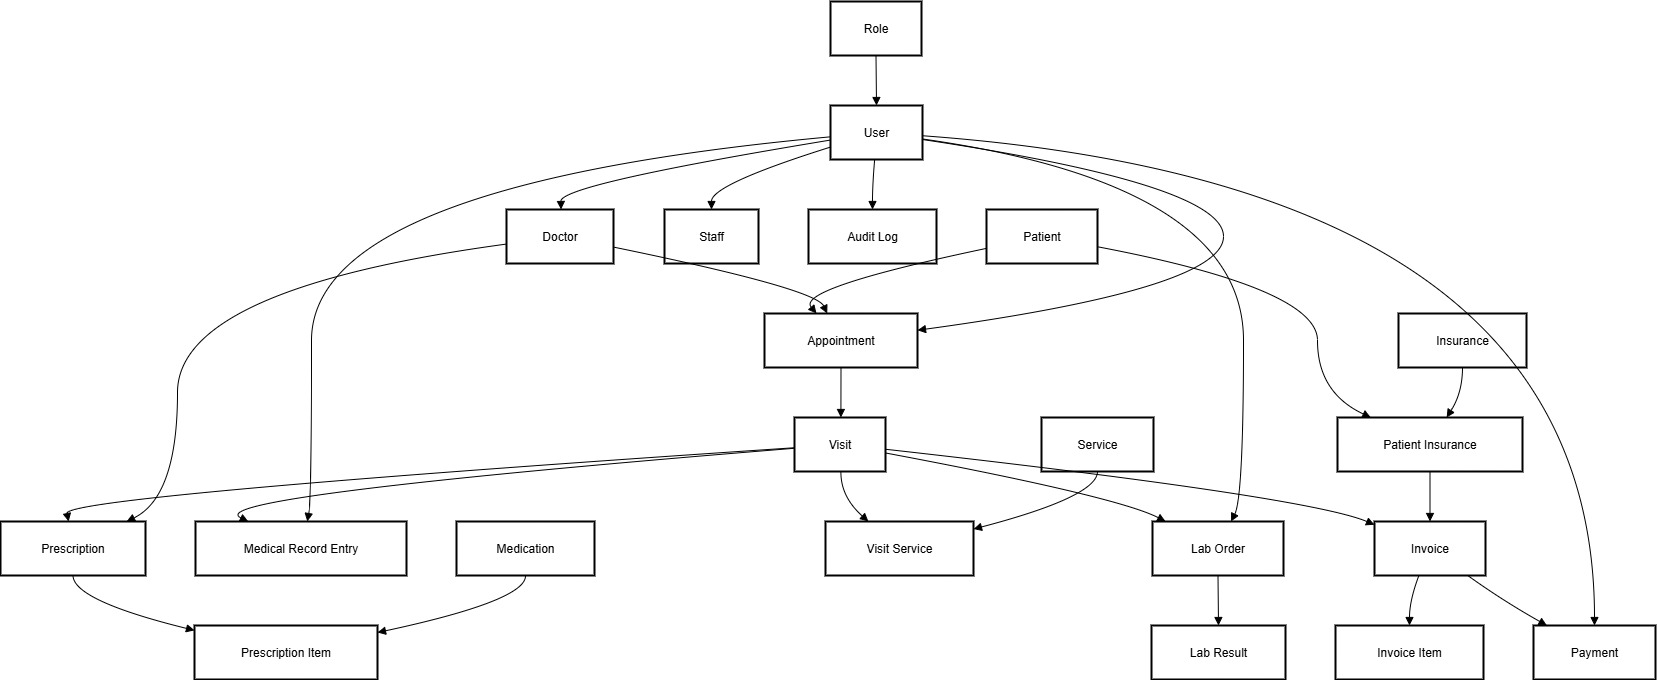 Role
User
Doctor
Staff
Audit Log
Patient
Appointment
Insurance
Visit
Service
Patient Insurance
Prescription
Medical Record Entry
Medication
Visit Service
Lab Order
Invoice
Prescription Item
Lab Result
Invoice Item
Payment